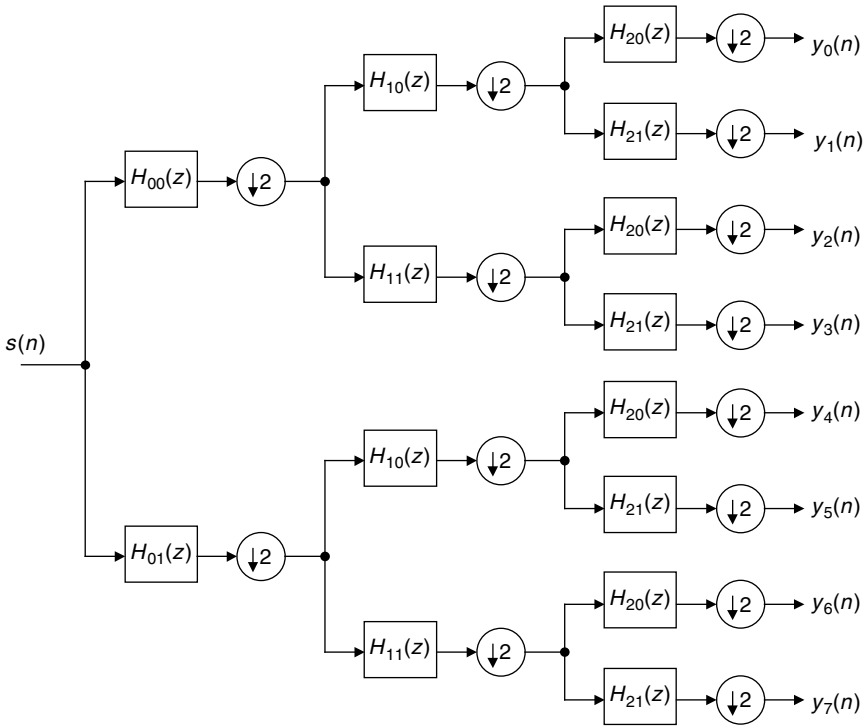 H20(z) ↓2 y0(n)
H10(z) ↓2
H21(z) ↓2 y1(n)
H00(z) ↓2
H20(z) ↓2 y2(n)
H11(z) ↓2
H21(z) ↓2 y3(n)
s(n)
H20(z) ↓2 y4(n)
H10(z) ↓2
H21(z) ↓2 y5(n)
H01(z) ↓2
H20(z) ↓2 y6(n)
H11(z) ↓2
H21(z) ↓2 y7(n)